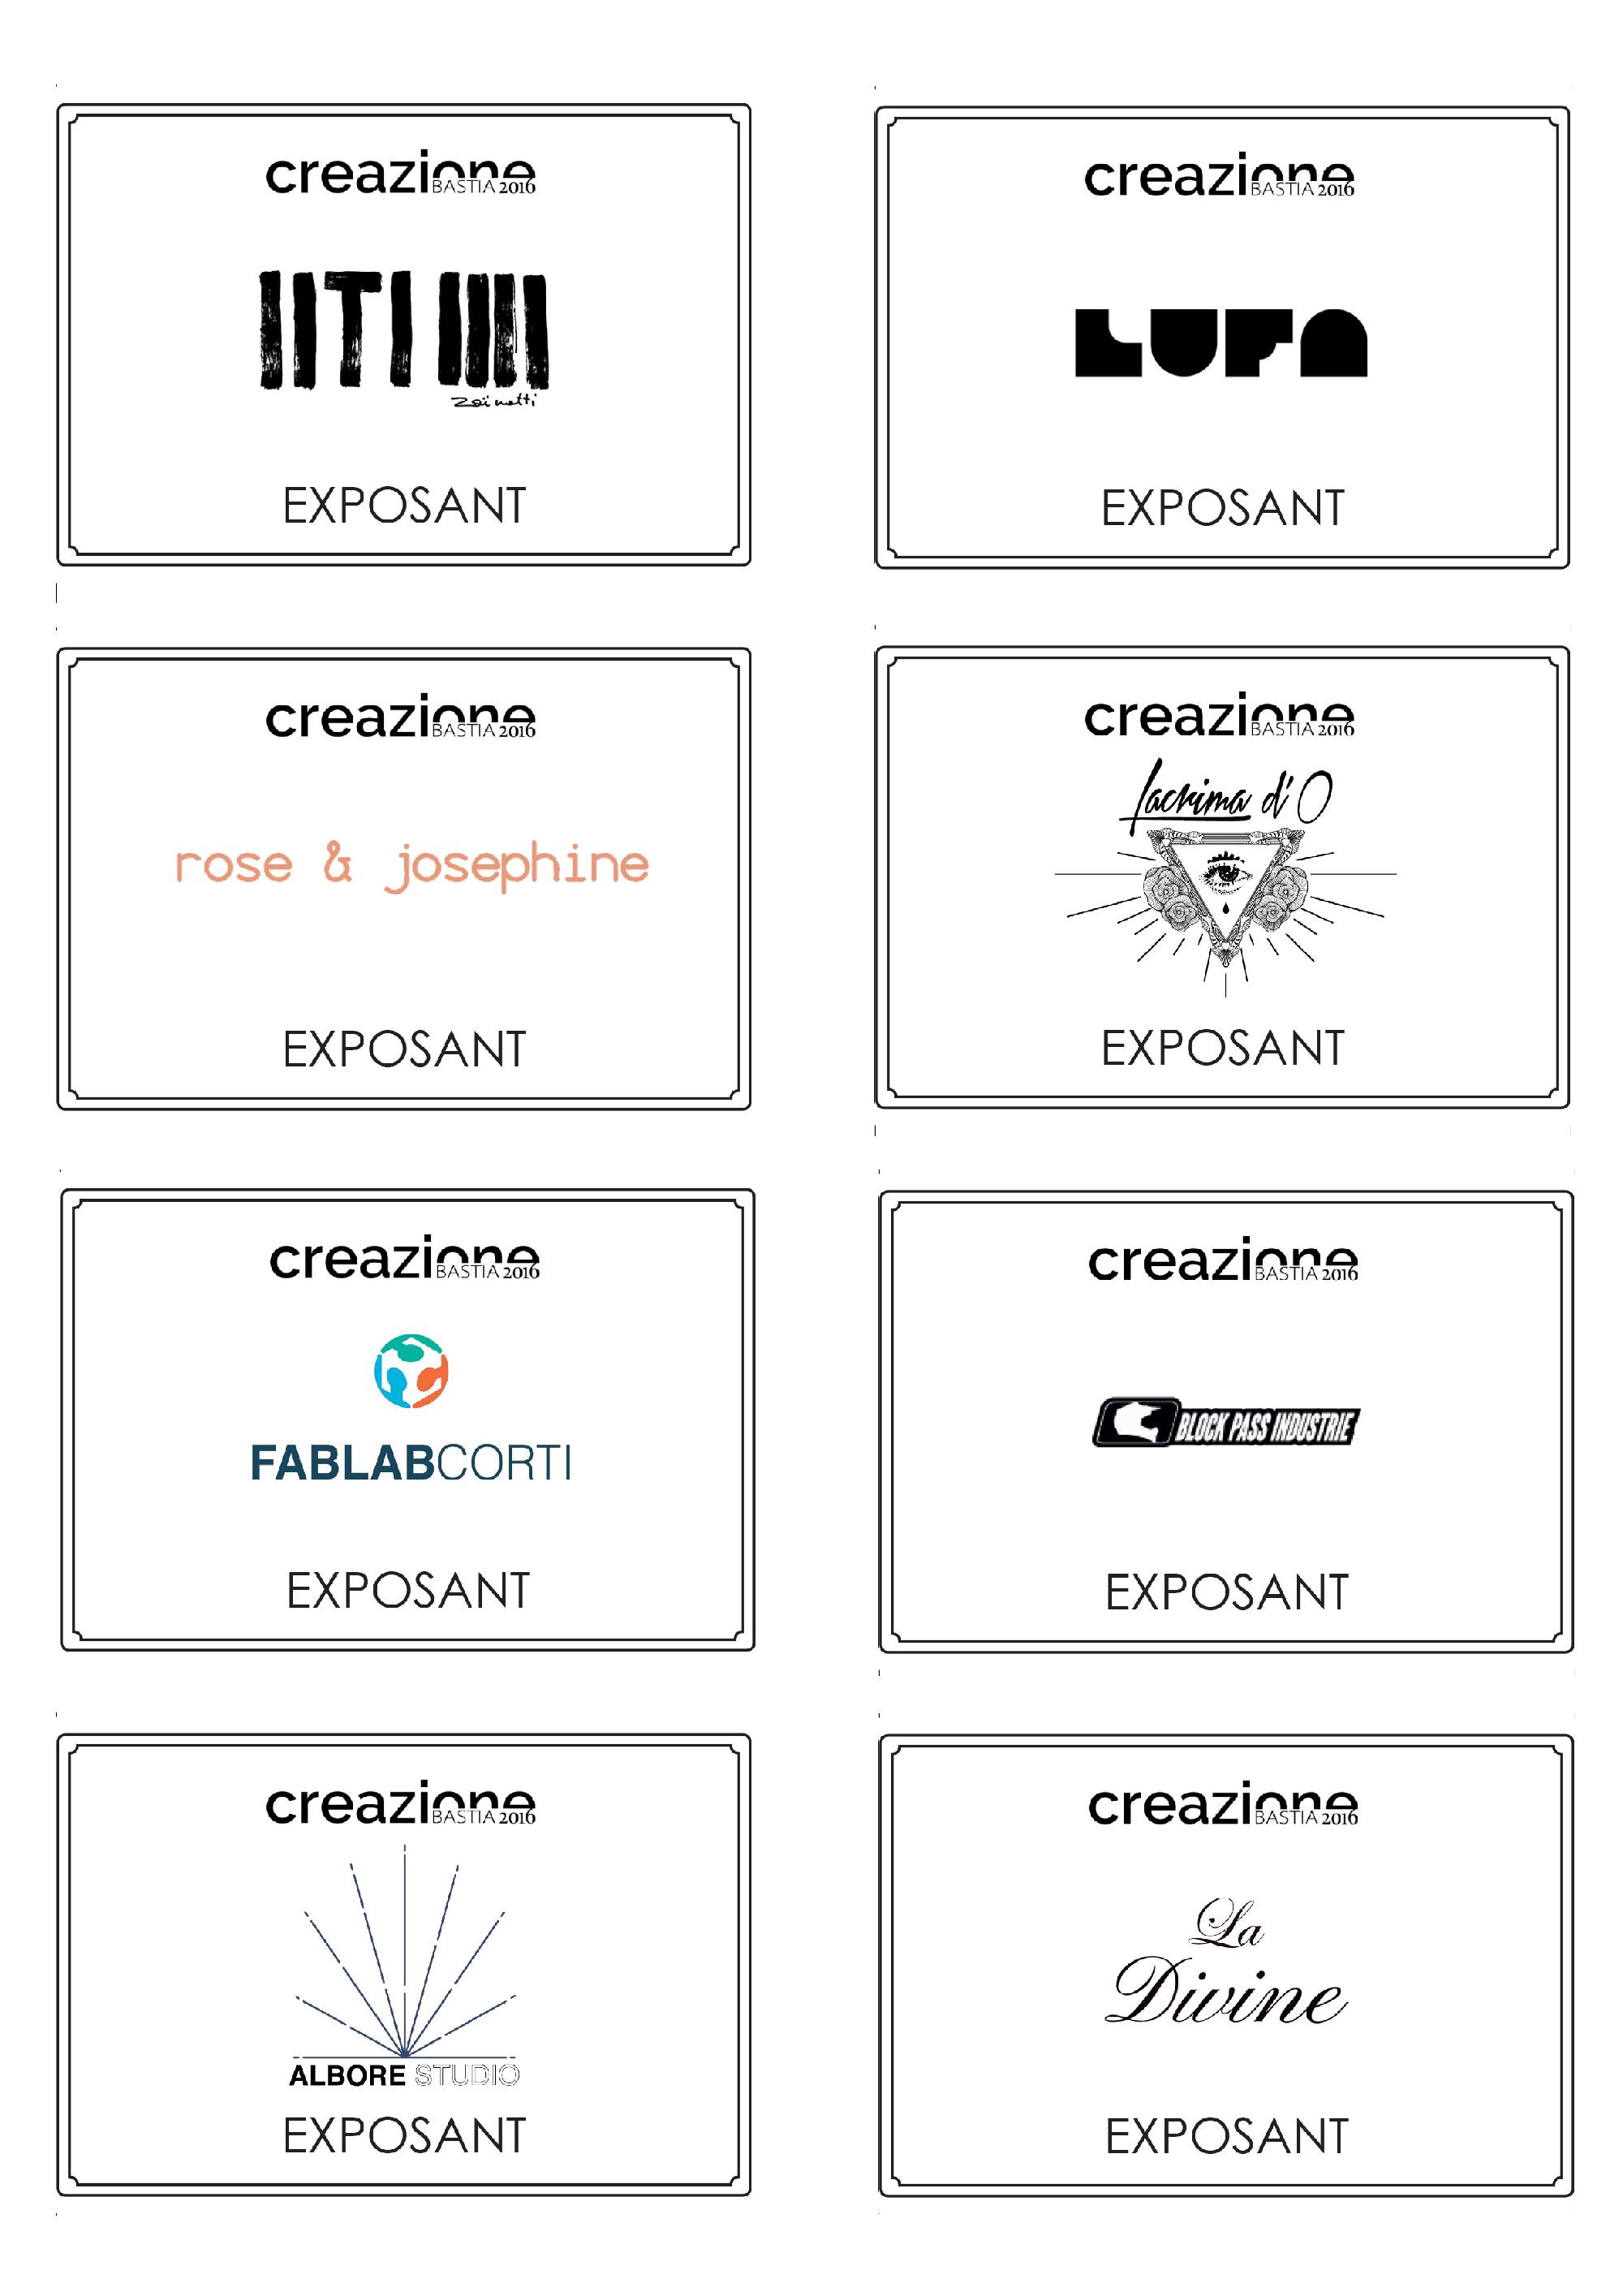 creazione
BASTIA 2016
EXPOSANT
creazione
BASTIA 2016
LUFA
EXPOSANT
creazione
BASTIA 2016
rose & josephine
EXPOSANT
creazione
BASTIA 2016
Lacrima d'O
EXPOSANT
creazione
BASTIA 2016
FABLABCORTI
EXPOSANT
creazione
BASTIA 2016
BLOCK PASS INDUSTRIE
EXPOSANT
creazione
BASTIA 2016
ALBORE STUDIO
EXPOSANT
creazione
BASTIA 2016
La
Divine
EXPOSANT